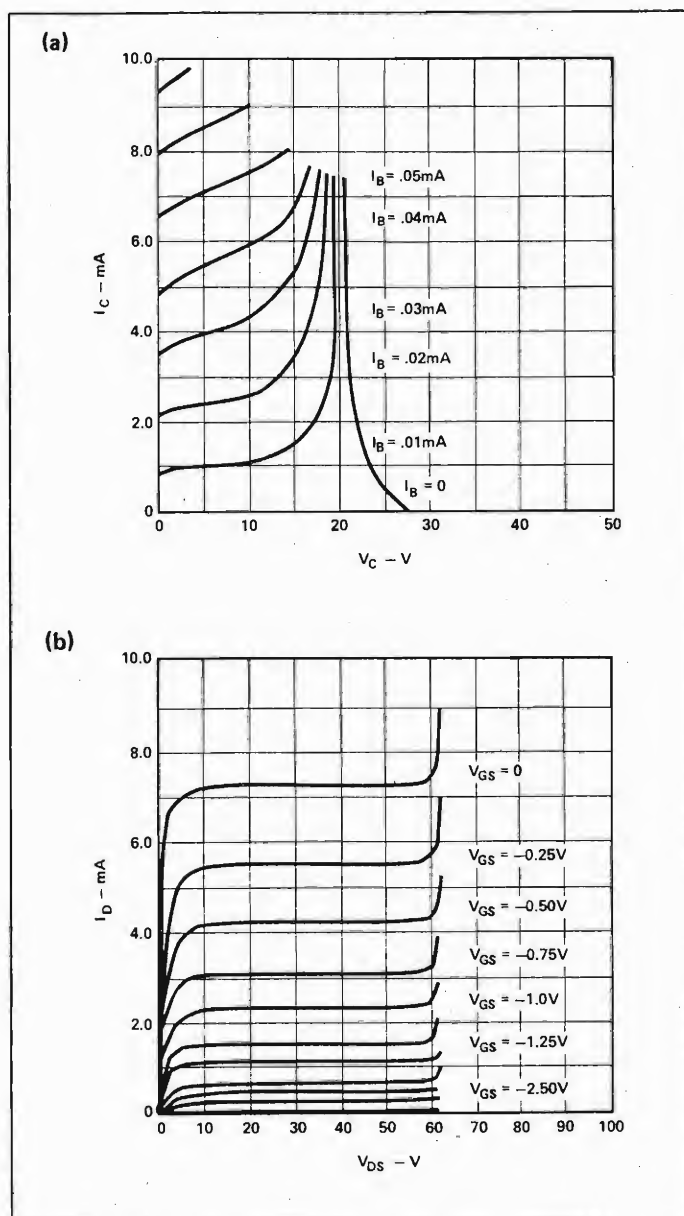 (a)
10.0
8.0
6.0
4.0
2.0
0
I_C – mA
I_B = .05mA
I_B = .04mA
I_B = .03mA
I_B = .02mA
I_B = .01mA
I_B = 0
0
10
20
30
40
50
V_C – V
(b)
10.0
8.0
6.0
4.0
2.0
0
I_D – mA
V_GS = 0
V_GS = –0.25V
V_GS = –0.50V
V_GS = –0.75V
V_GS = –1.0V
V_GS = –1.25V
V_GS = –2.50V
0
10
20
30
40
50
60
70
80
90
100
V_DS – V